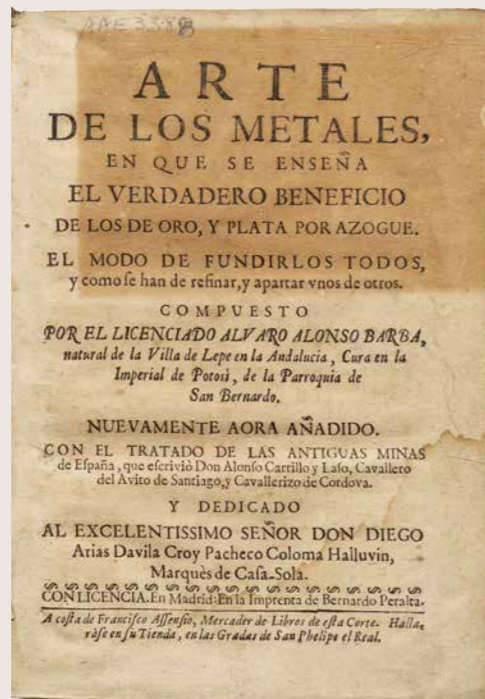 AAE 3388
ARTE
DE LOS METALES,
EN QUE SE ENSEÑA
EL VERDADERO BENEFICIO
DE LOS DE ORO, Y PLATA POR AZOGUE.
EL MODO DE FUNDIRLOS TODOS,
y como ſe han de refinar, y apartar vnos de otros.
COMPUESTO
POR EL LICENCIADO ALVARO ALONSO BARBA,
natural de la Villa de Lepe en la Andalucia, Cura en la
Imperial de Potosì, de la Parroquia de
San Bernardo.
NUEVAMENTE AORA AÑADIDO.
CON EL TRATADO DE LAS ANTIGUAS MINAS
de Eſpaña, que eſcriviò Don Alonſo Carrillo y Laſo, Cavallero
del Avito de Santiago, y Cavallerizo de Cordova.
Y DEDICADO
AL EXCELENTISSIMO SEÑOR DON DIEGO
Arias Davila Croy Pacheco Coloma Halluvin,
Marquès de Caſa-Sola.
CON LICENCIA. En Madrid: En la Imprenta de Bernardo Peralta.
A coſta de Franciſco Aſſenſio, Mercader de Libros de eſta Corte. Halla,
ràſe en ſu Tienda, en las Gradas de San Phelipe el Real.